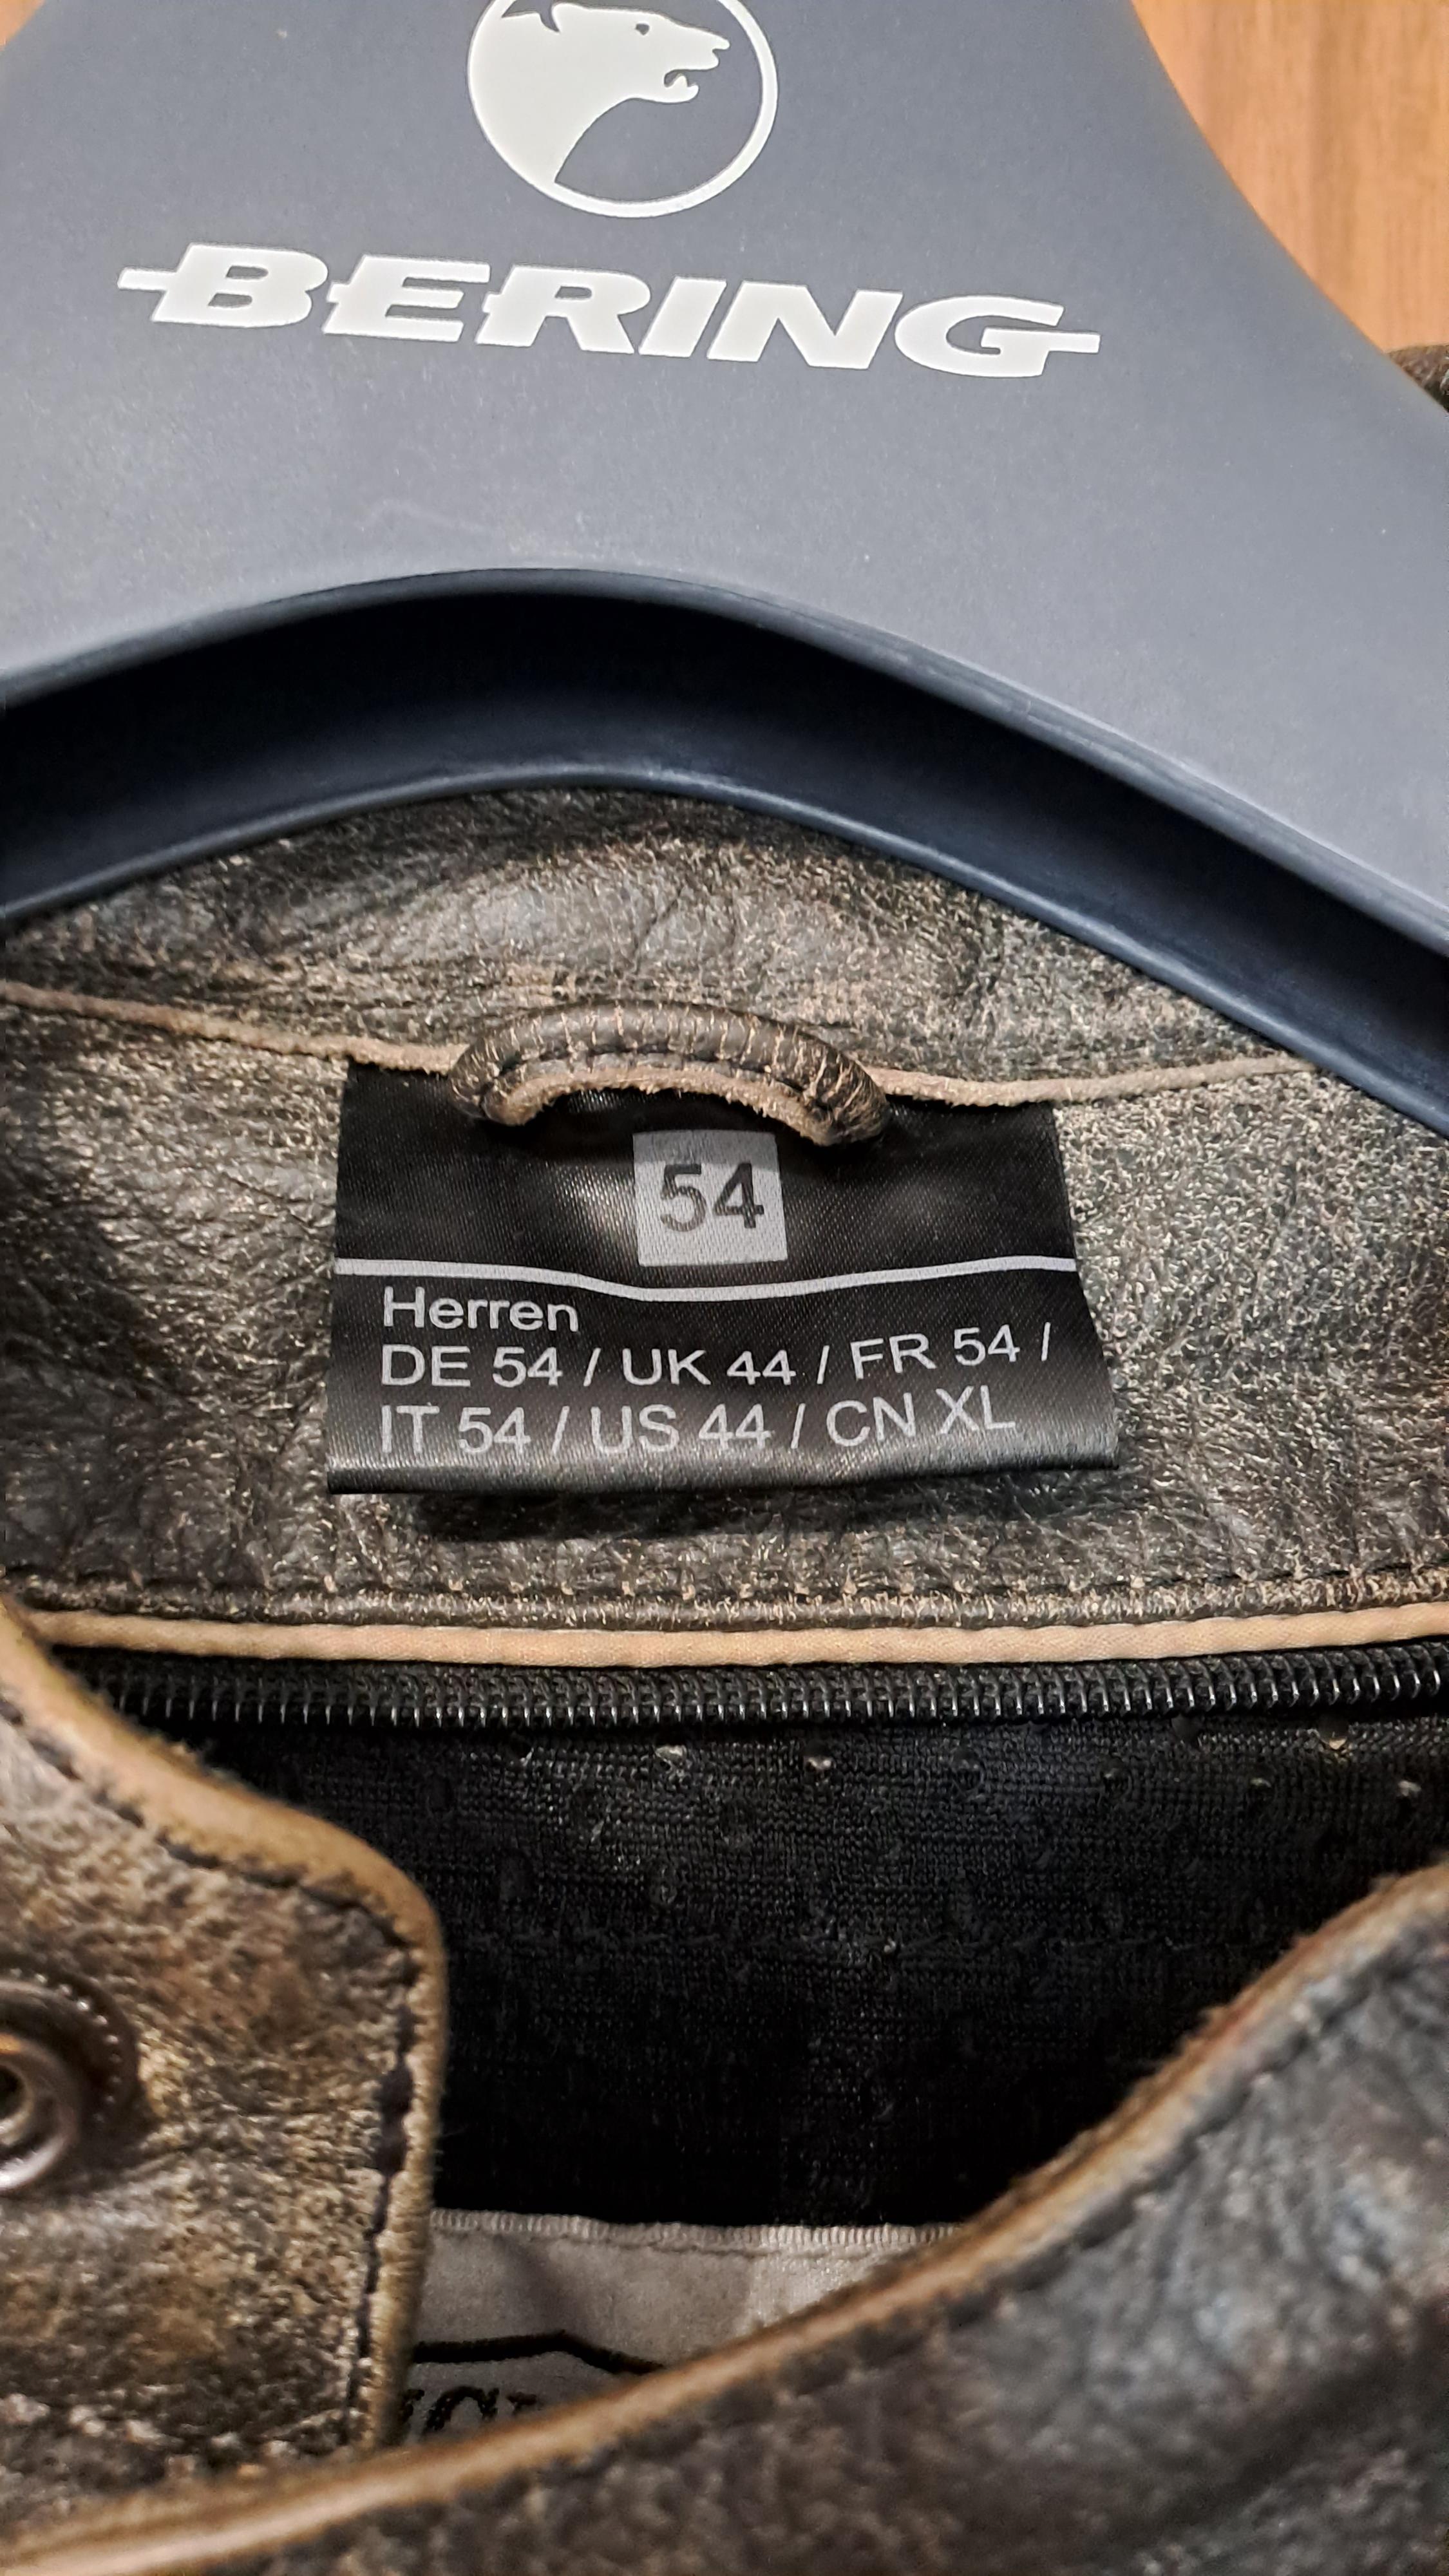 BERING
54
Herren
DE 54 / UK 44 / FR 54 /
IT 54 / US 44 / CN XL